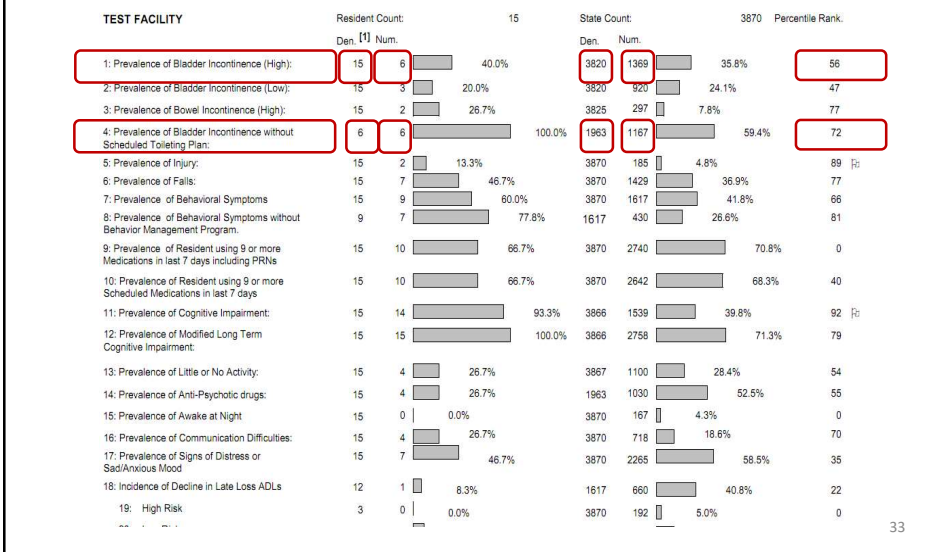 TEST FACILITY Resident Count: 15 State Count: 3870 Percentile Rank.
Den. [1] Num. Den. Num.
1: Prevalence of Bladder Incontinence (High): 15 6 40.0% 3820 1369 35.8% 56
2: Prevalence of Bladder Incontinence (Low): 15 3 20.0% 3820 920 24.1% 47
3: Prevalence of Bowel Incontinence (High): 15 2 26.7% 3825 297 7.8% 77
4: Prevalence of Bladder Incontinence without 6 6 100.0% 1963 1167 59.4% 72
Scheduled Toileting Plan:
5: Prevalence of Injury: 15 2 13.3% 3870 185 4.8% 89
6: Prevalence of Falls: 15 7 46.7% 3870 1429 36.9% 77
7: Prevalence of Behavioral Symptoms 15 9 60.0% 3870 1617 41.8% 66
8: Prevalence of Behavioral Symptoms without 9 7 77.8% 1617 430 26.6% 81
Behavior Management Program.
9: Prevalence of Resident using 9 or more 15 10 66.7% 3870 2740 70.8% 0
Medications in last 7 days including PRNs
10: Prevalence of Resident using 9 or more 15 10 66.7% 3870 2642 68.3% 40
Scheduled Medications in last 7 days
11: Prevalence of Cognitive Impairment: 15 14 93.3% 3866 1539 39.8% 92
12: Prevalence of Modified Long Term 15 15 100.0% 3866 2758 71.3% 79
Cognitive Impairment:
13: Prevalence of Little or No Activity: 15 4 26.7% 3867 1100 28.4% 54
14: Prevalence of Anti-Psychotic drugs: 15 4 26.7% 1963 1030 52.5% 55
15: Prevalence of Awake at Night 15 0 0.0% 3870 167 4.3% 0
16: Prevalence of Communication Difficulties: 15 4 26.7% 3870 718 18.6% 70
17: Prevalence of Signs of Distress or 15 7 46.7% 3870 2265 58.5% 35
Sad/Anxious Mood
18: Incidence of Decline in Late Loss ADLs 12 1 8.3% 1617 660 40.8% 22
19: High Risk 3 0 0.0% 3870 192 5.0% 0
33